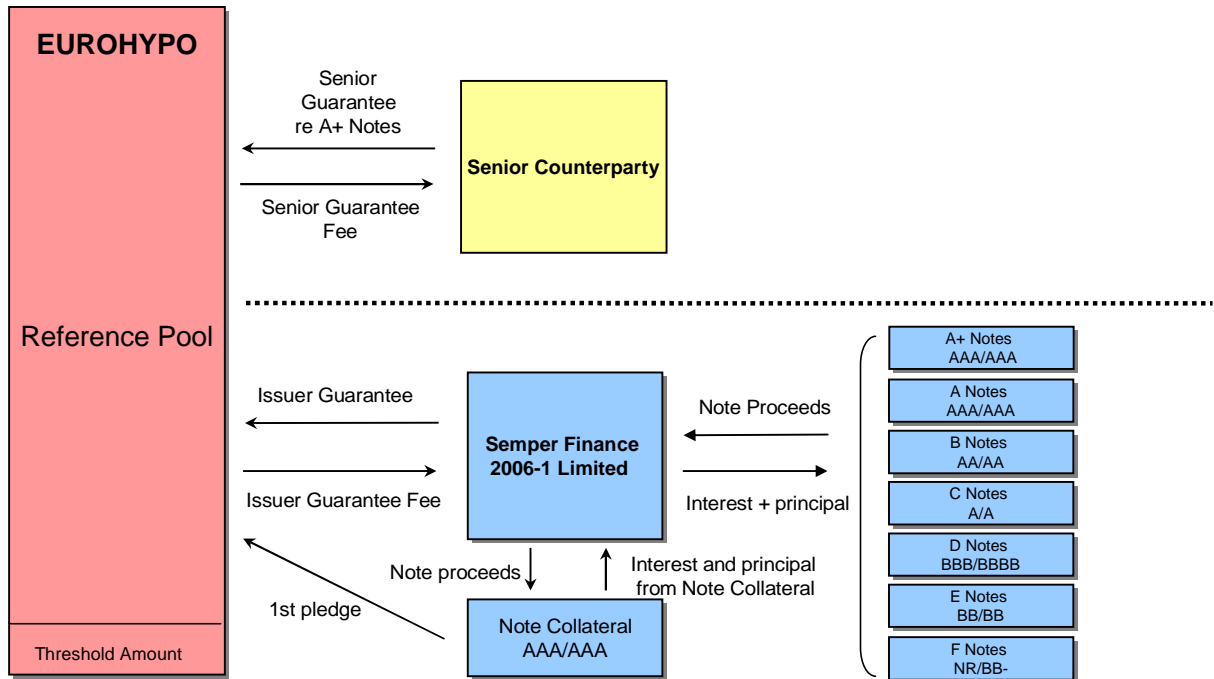 EUROHYPO
Senior
Guarantee
re A+ Notes
Senior Counterparty
Senior Guarantee
Fee
Reference Pool
Issuer Guarantee
Issuer Guarantee Fee
1st pledge
Threshold Amount
Semper Finance
2006-1 Limited
Note proceeds
Interest and principal
from Note Collateral
Note Collateral
AAA/AAA
Note Proceeds
Interest + principal
A+ Notes
AAA/AAA
A Notes
AAA/AAA
B Notes
AA/AA
C Notes
A/A
D Notes
BBB/BBBB
E Notes
BB/BB
F Notes
NR/BB-